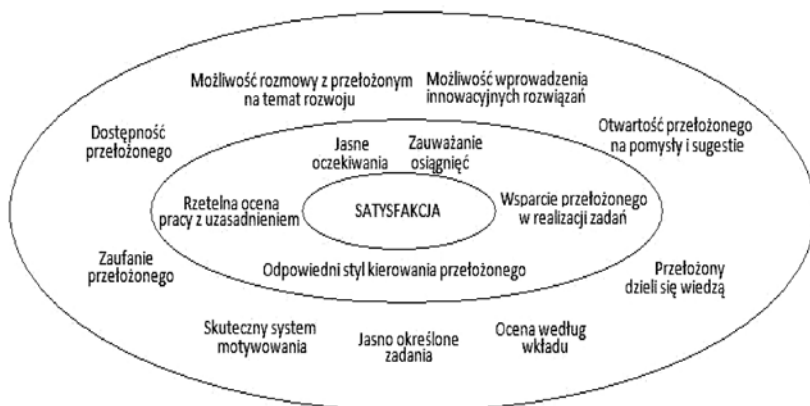 Możliwość rozmowy z przełożonym
na temat rozwoju
Możliwość wprowadzenia
innowacyjnych rozwiązań
Dostępność
przełożonego
Otwartość przełożonego
na pomysły i sugestie
Jasne
oczekiwania
Zauważanie
osiągnięć
Rzetelna ocena
pracy z uzasadnieniem
SATYSFAKCJA
Wsparcie przełożonego
w realizacji zadań
Zaufanie
przełożonego
Odpowiedni styl kierowania przełożonego
Przełożony
dzieli się wiedzą
Skuteczny system
motywowania
Jasno określone
zadania
Ocena według
wkładu